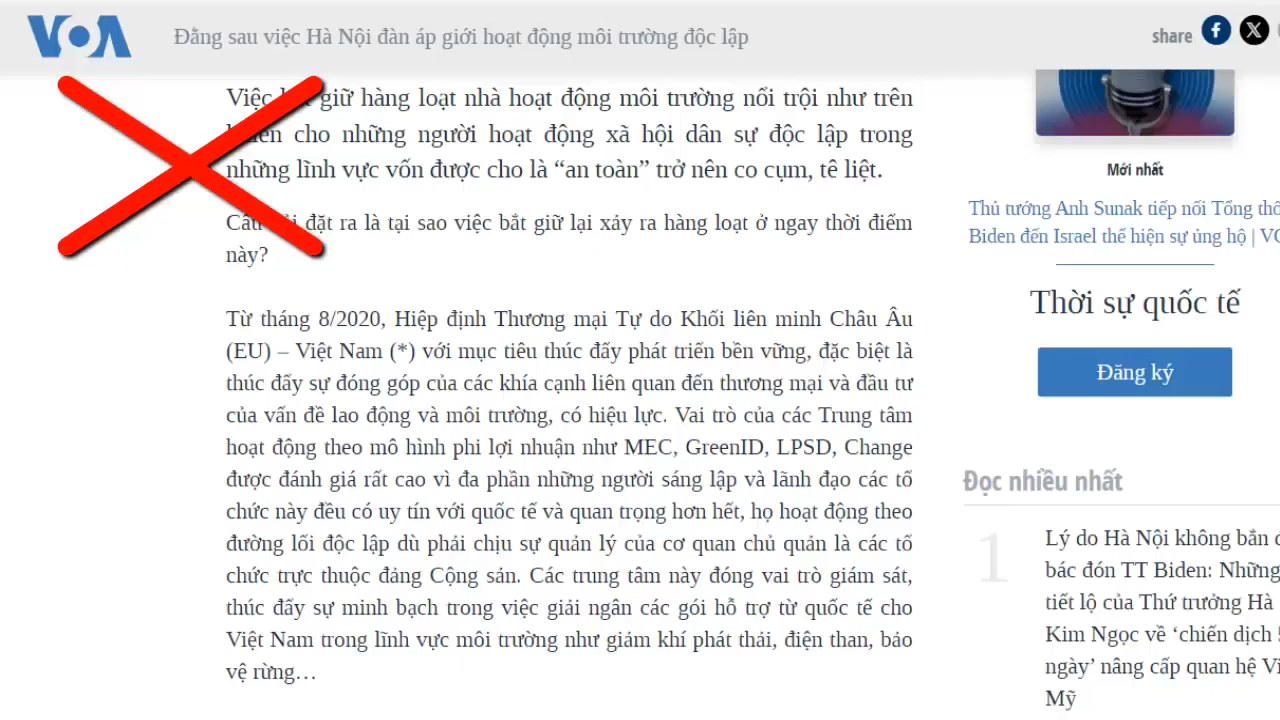 VOA
Đằng sau việc Hà Nội đàn áp giới hoạt động môi trường độc lập
share
Việc giữ hàng loạt nhà hoạt động môi trường nổi trội như trên
cho những người hoạt động xã hội dân sự độc lập trong
những lĩnh vực vốn được cho là “an toàn” trở nên co cụm, tê liệt.
Câu đặt ra là tại sao việc bắt giữ lại xảy ra hàng loạt ở ngay thời điểm
này?
Từ tháng 8/2020, Hiệp định Thương mại Tự do Khối liên minh Châu Âu
(EU) – Việt Nam (*) với mục tiêu thúc đẩy phát triển bền vững, đặc biệt là
thúc đẩy sự đóng góp của các khía cạnh liên quan đến thương mại và đầu tư
của vấn đề lao động và môi trường, có hiệu lực. Vai trò của các Trung tâm
hoạt động theo mô hình phi lợi nhuận như MEC, GreenID, LPSD, Change
được đánh giá rất cao vì đa phần những người sáng lập và lãnh đạo các tổ
chức này đều có uy tín với quốc tế và quan trọng hơn hết, họ hoạt động theo
đường lối độc lập dù phải chịu sự quản lý của cơ quan chủ quản là các tổ
chức trực thuộc đảng Cộng sản. Các trung tâm này đóng vai trò giám sát,
thúc đẩy sự minh bạch trong việc giải ngân các gói hỗ trợ từ quốc tế cho
Việt Nam trong lĩnh vực môi trường như giảm khí phát thải, điện than, bảo
vệ rừng…
Mới nhất
Thủ tướng Anh Sunak tiếp nối Tổng
Biden đến Israel thể hiện sự ủng hộ |
Thời sự quốc tế
Đăng ký
Đọc nhiều nhất
1
Lý do Hà Nội không bắn
bác đón TT Biden: Những
tiết lộ của Thứ trưởng Hà
Kim Ngọc về ‘chiến dịch
ngày’ nâng cấp quan hệ
Mỹ